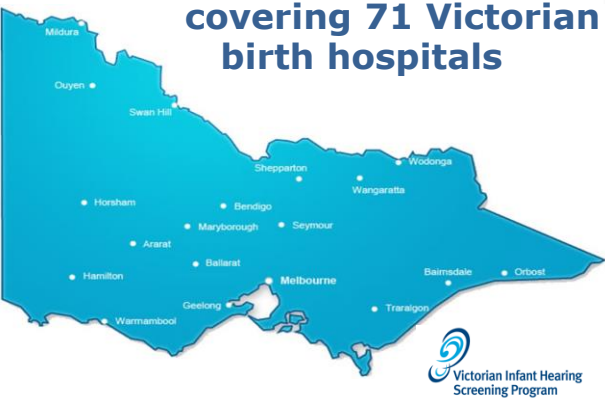 covering 71 Victorian
birth hospitals
Mildura
Ouyen
Swan Hill
Shepparton
Wodonga
Wangaratta
Horsham
Bendigo
Maryborough
Seymour
Ararat
Ballarat
Hamilton
Melbourne
Bairnsdale
Orbost
Geelong
Traralgon
Warrnambool
Victorian Infant Hearing
Screening Program